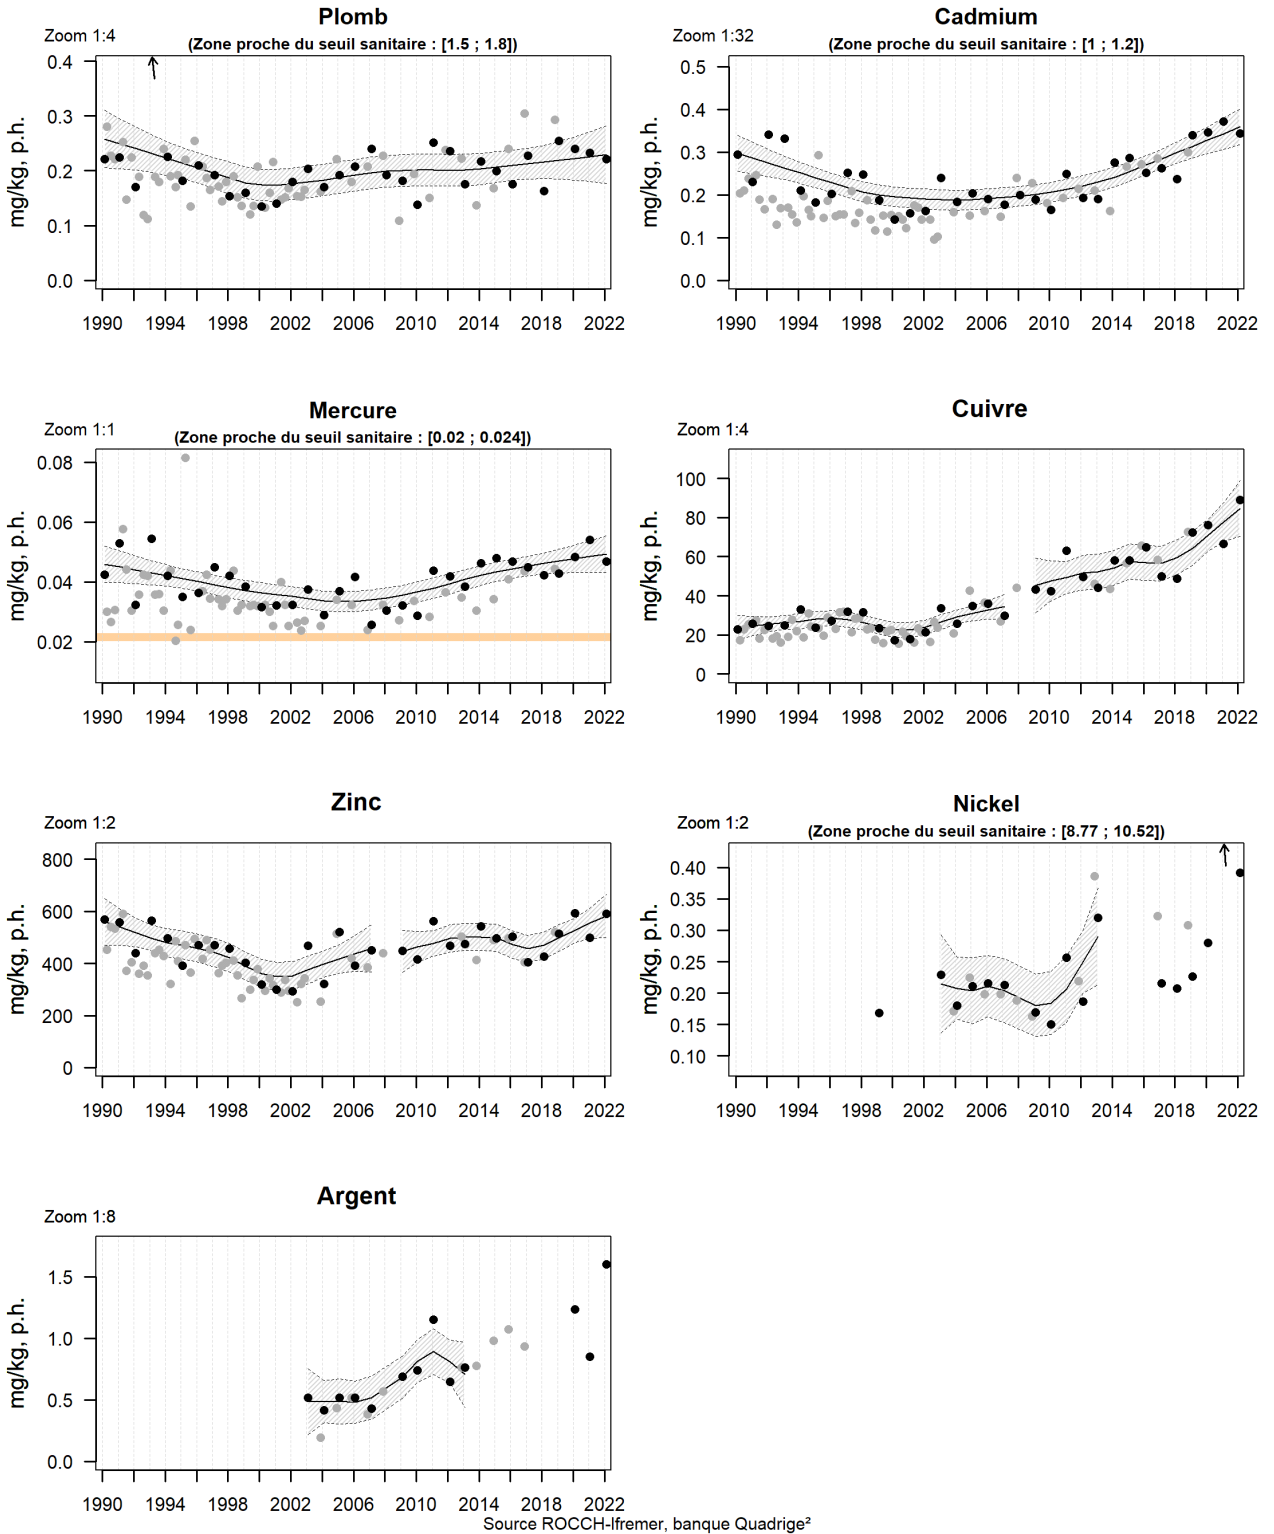 Plomb
Zoom 1:4
(Zone proche du seuil sanitaire : [1.5 ; 1.8])
mg/kg, p.h.
0.4
0.3
0.2
0.1
0.0
1990 1994 1998 2002 2006 2010 2014 2018 2022
Cadmium
Zoom 1:32
(Zone proche du seuil sanitaire : [1 ; 1.2])
mg/kg, p.h.
0.5
0.4
0.3
0.2
0.1
0.0
1990 1994 1998 2002 2006 2010 2014 2018 2022
Mercure
Zoom 1:1
(Zone proche du seuil sanitaire : [0.02 ; 0.024])
mg/kg, p.h.
0.08
0.06
0.04
0.02
1990 1994 1998 2002 2006 2010 2014 2018 2022
Cuivre
Zoom 1:4
mg/kg, p.h.
100
80
60
40
20
0
1990 1994 1998 2002 2006 2010 2014 2018 2022
Zinc
Zoom 1:2
mg/kg, p.h.
800
600
400
200
0
1990 1994 1998 2002 2006 2010 2014 2018 2022
Nickel
Zoom 1:2
(Zone proche du seuil sanitaire : [8.77 ; 10.52])
mg/kg, p.h.
0.40
0.35
0.30
0.25
0.20
0.15
0.10
1990 1994 1998 2002 2006 2010 2014 2018 2022
Argent
Zoom 1:8
mg/kg, p.h.
1.5
1.0
0.5
0.0
1990 1994 1998 2002 2006 2010 2014 2018 2022
Source ROCCH-Ifremer, banque Quadrige²